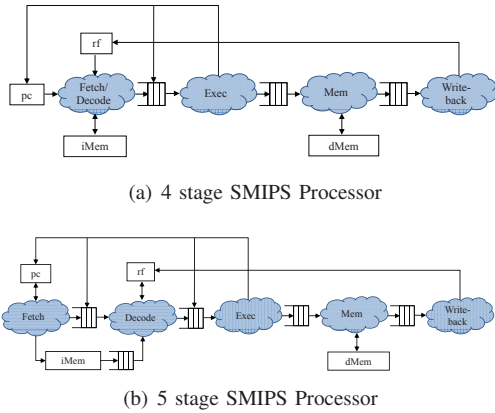 rf
pc
Fetch/
Decode
Exec
Mem
Write-
back
iMem
dMem
(a) 4 stage SMIPS Processor
pc
rf
Fetch
Decode
Exec
Mem
Write-
back
iMem
dMem
(b) 5 stage SMIPS Processor